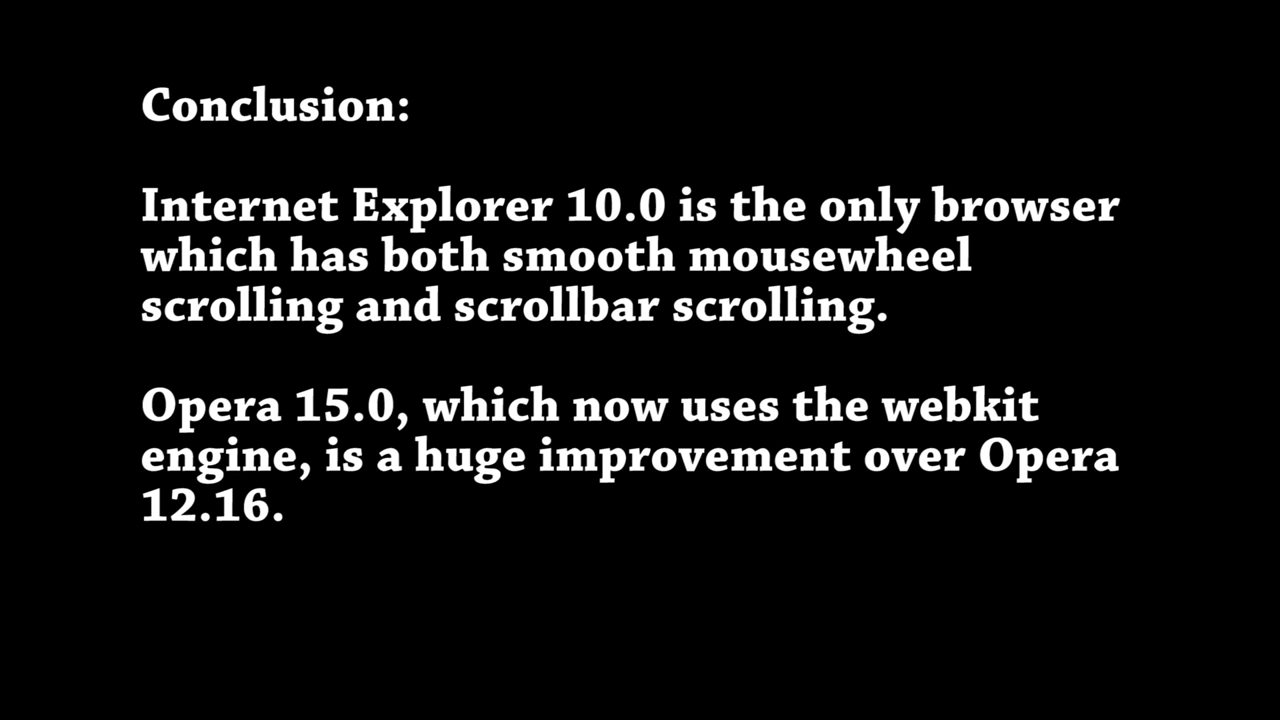 Conclusion:
Internet Explorer 10.0 is the only browser
which has both smooth mousewheel
scrolling and scrollbar scrolling.
Opera 15.0, which now uses the webkit
engine, is a huge improvement over Opera
12.16.